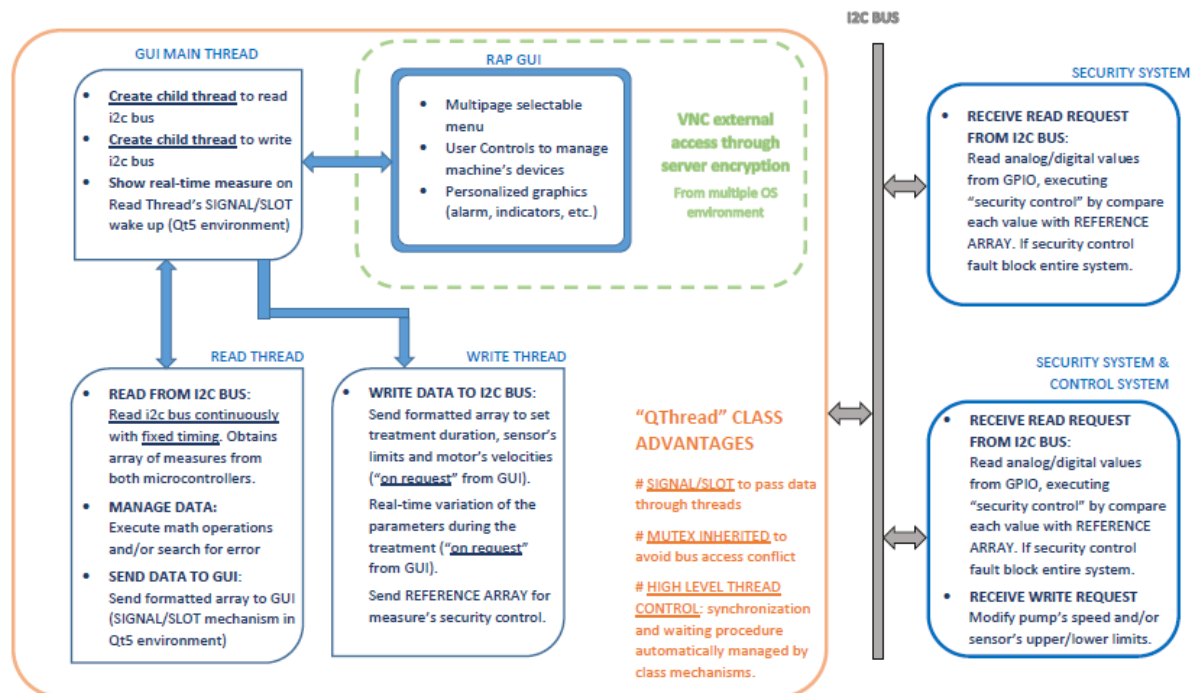 I2C BUS
GUI MAIN THREAD
• Create child thread to read
i2c bus
• Create child thread to write
i2c bus
• Show real-time measure on
Read Thread's SIGNAL/SLOT
wake up (Qt5 environment)
RAP GUI
• Multipage selectable
menu
• User Controls to manage
machine's devices
• Personalized graphics
(alarm, indicators, etc.)
VNC external
access through
server encryption
From multiple OS
environment
SECURITY SYSTEM
• RECEIVE READ REQUEST
FROM I2C BUS:
Read analog/digital values
from GPIO, executing
"security control" by compare
each value with REFERENCE
ARRAY. If security control
fault block entire system.
READ THREAD
• READ FROM I2C BUS:
Read i2c bus continuously
with fixed timing. Obtains
array of measures from
both microcontrollers.
• MANAGE DATA:
Execute math operations
and/or search for error
• SEND DATA TO GUI:
Send formatted array to GUI
(SIGNAL/SLOT mechanism in
Qt5 environment)
WRITE THREAD
• WRITE DATA TO I2C BUS:
Send formatted array to set
treatment duration, sensor's
limits and motor's velocities
("on request" from GUI).
Real-time variation of the
parameters during the
treatment ("on request"
from GUI).
Send REFERENCE ARRAY for
measure's security control.
"QThread" CLASS
ADVANTAGES
# SIGNAL/SLOT to pass data
through threads
# MUTEX INHERITED to
avoid bus access conflict
# HIGH LEVEL THREAD
CONTROL: synchronization
and waiting procedure
automatically managed by
class mechanisms.
SECURITY SYSTEM &
CONTROL SYSTEM
• RECEIVE READ REQUEST
FROM I2C BUS:
Read analog/digital values
from GPIO, executing
"security control" by compare
each value with REFERENCE
ARRAY. If security control
fault block entire system.
• RECEIVE WRITE REQUEST
Modify pump's speed and/or
sensor's upper/lower limits.